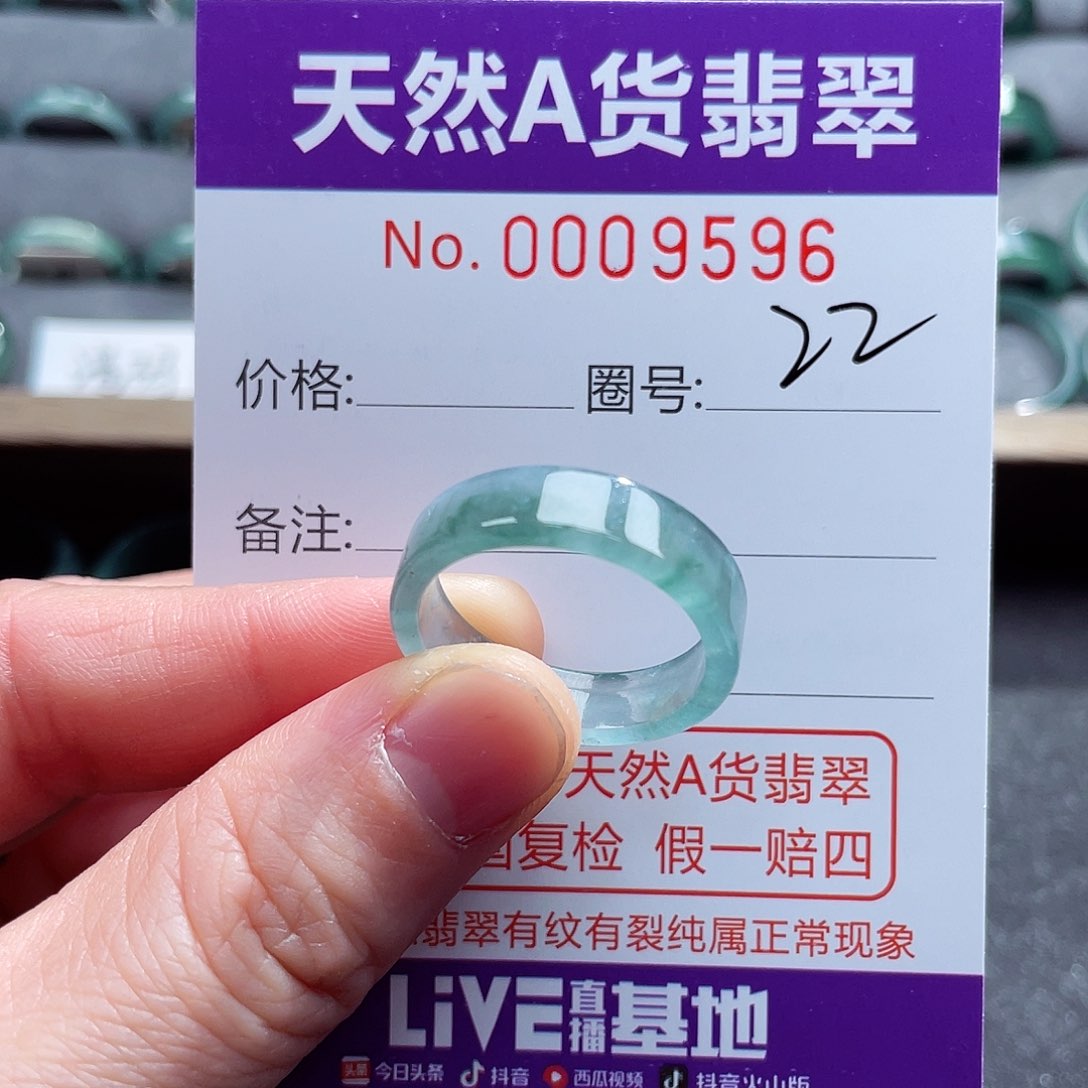 天然A货翡翠
No. 0009596
价格: 圈号: 22
备注:
天然A货翡翠
复检 假一赔四
翡翠有纹有裂纯属正常现象
LiVE直播基地
头条 今日头条 抖音 西瓜视频 抖音火山版